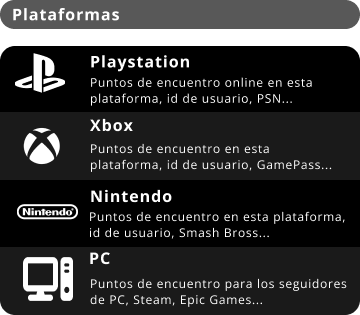 Plataformas
Playstation
Puntos de encuentro online en esta
plataforma, id de usuario, PSN...
Xbox
Puntos de encuentro en esta
plataforma, id de usuario, GamePass...
Nintendo
Nintendo
Puntos de encuentro en esta plataforma,
id de usuario, Smash Bross...
PC
Puntos de encuentro para los seguidores
de PC, Steam, Epic Games...